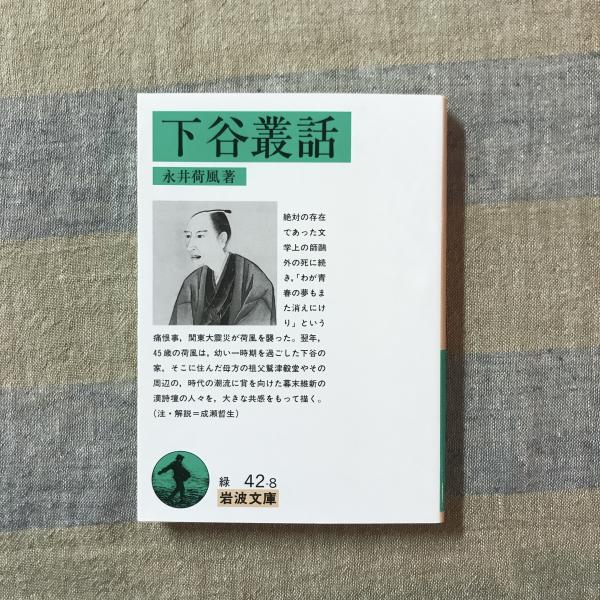 下谷叢話
永井荷風著
絶対の存在
であった文
学上の師鷗
外の死に続
き,「わが青
春の夢もま
た消えにけ
り」という
痛恨事,関東大震災が荷風を襲った。翌年,
45歳の荷風は,幼い一時期を過ごした下谷の
家,そこに住んだ母方の祖父鷲津毅堂やその
周辺の,時代の潮流に背を向けた幕末維新の
漢詩壇の人々を,大きな共感をもって描く。
(注・解説=成瀬哲生)
緑 42-8
岩波文庫